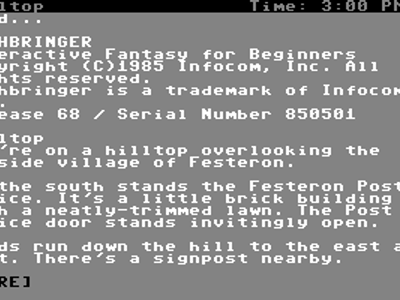 lltop Time: 3:00 PM
d...
HBRINGER
eractive Fantasy for Beginners
yright (C)1985 Infocom, Inc. All
hts reserved.
hbringer is a trademark of Infocom
.
ease 68 / Serial Number 850501
ltop
're on a hilltop overlooking the
side village of Festeron.
the south stands the Festeron Post
ice. It's a little brick building
h a neatly-trimmed lawn. The Post
ice door stands invitingly open.
ds run down the hill to the east a
t. There's a signpost nearby.
RE]